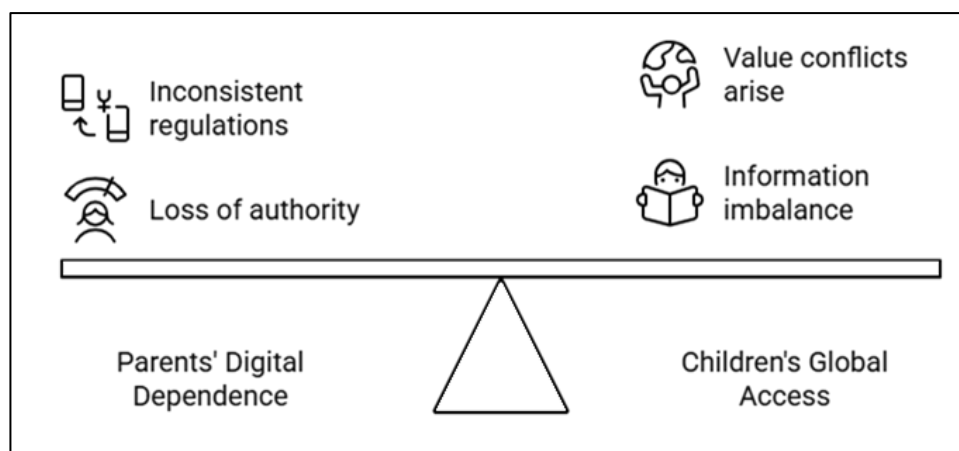 Inconsistent
regulations
Loss of authority
Value conflicts
arise
Information
imbalance
Parents' Digital
Dependence
Children's Global
Access